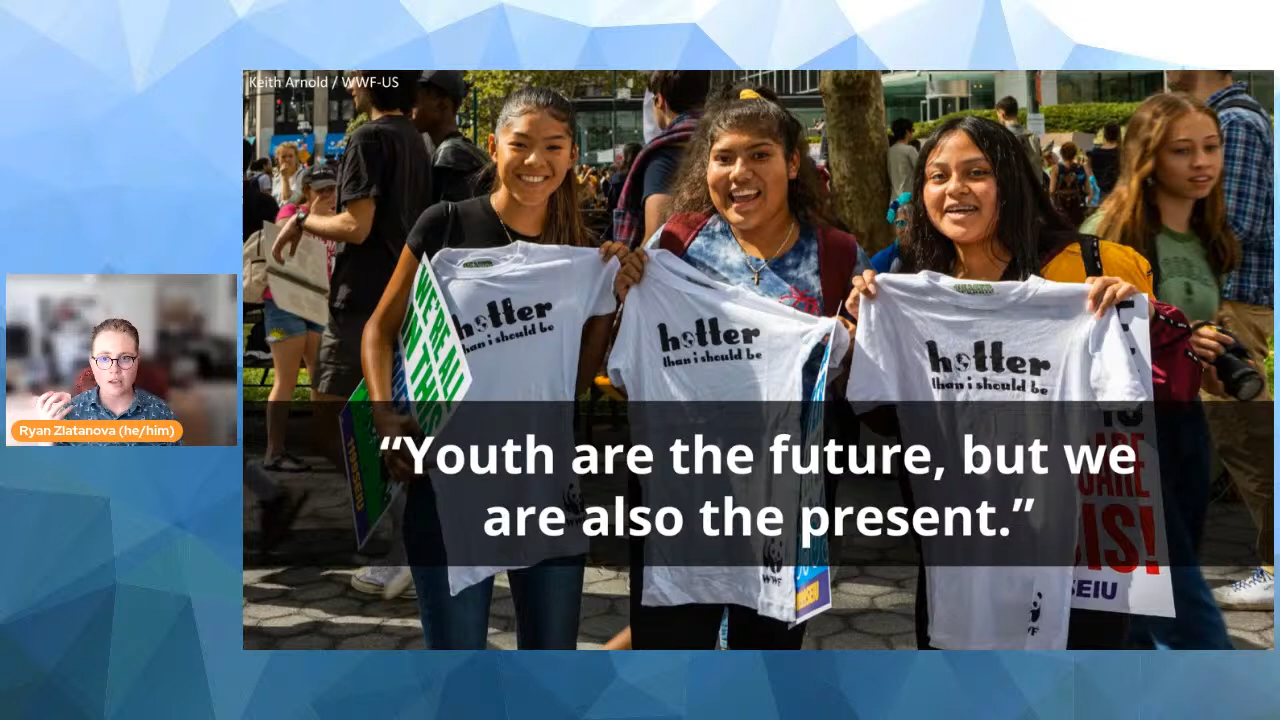 Keith Arnold / WWF-US
WE'RE ALL
IN THIS
hotter
than i should be
hotter
than i should be
hotter
than i should be
Ryan Zlatanova (he/him)
“Youth are the future, but we
are also the present.”
WWF
SEIU